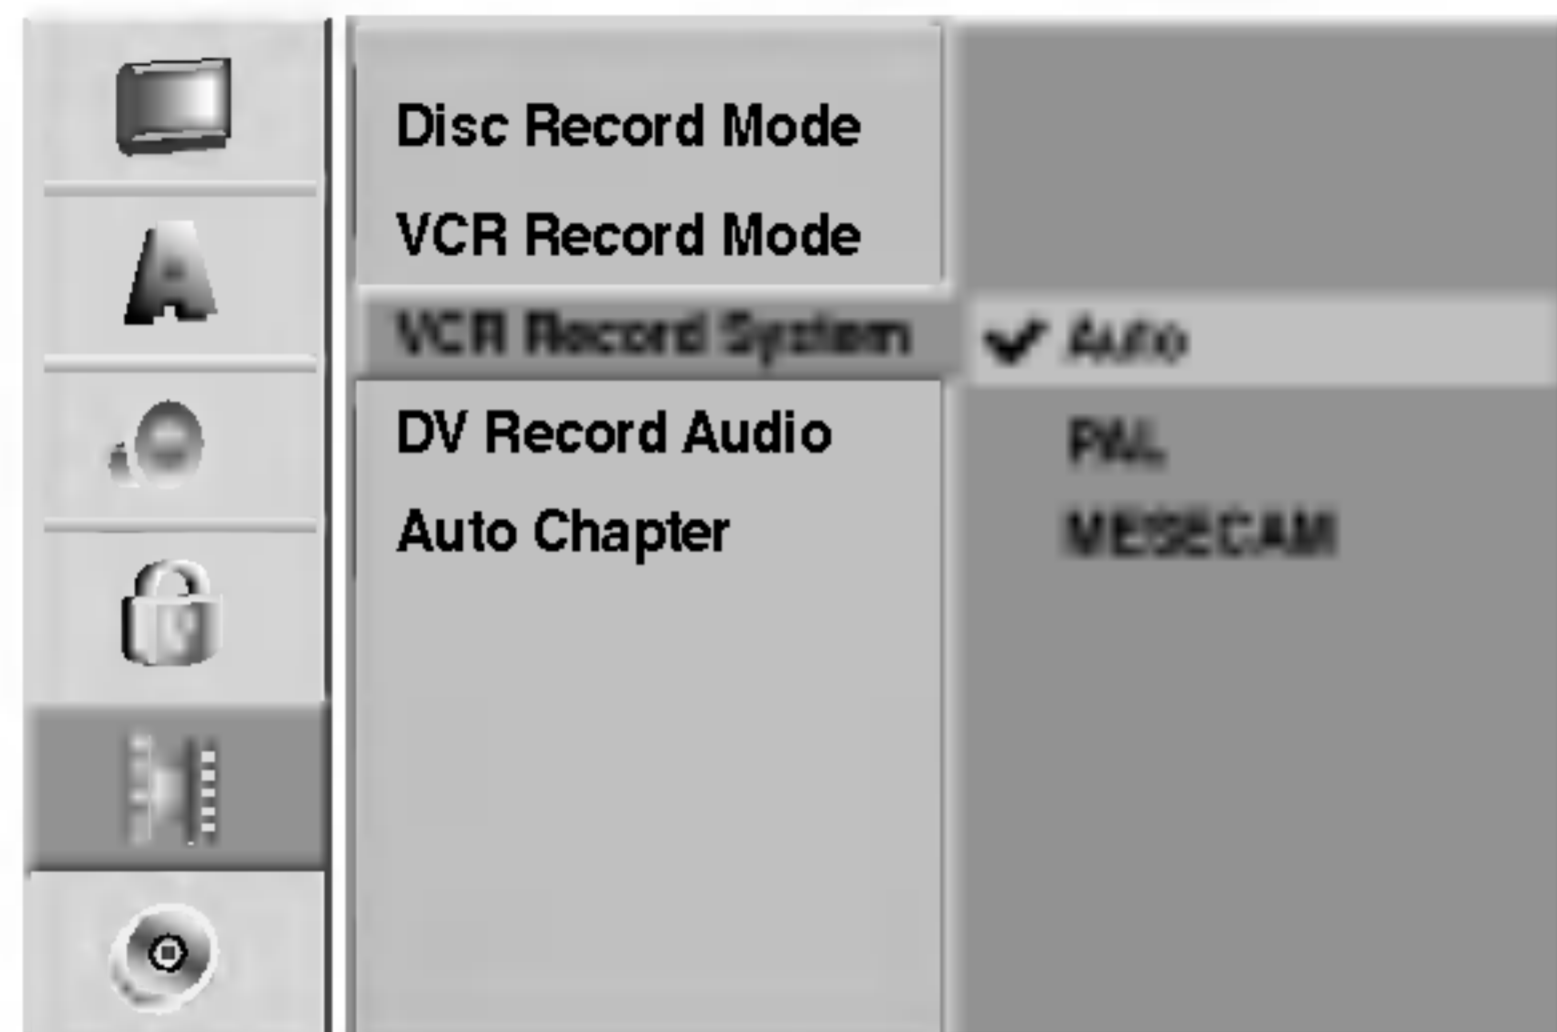 Disc Record Mode
VCR Record Mode
VCR Record System
Auto
PAL
MESECAM
DV Record Audio
Auto Chapter